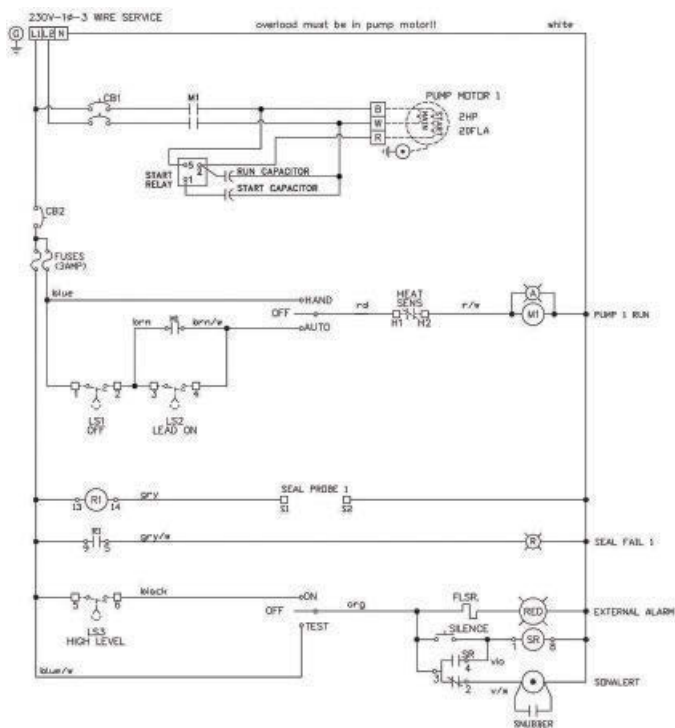 230V-1Ø-3 WIRE SERVICE
G L1 L2 N
overload must be in pump motor!!
white
CB1
M1
PUMP MOTOR 1
B
W
R
START
MAIN
2HP
20FLA
START
RELAY
5
2
1
RUN CAPACITOR
START CAPACITOR
CB2
FUSES
(3AMP)
blue
HAND
OFF
AUTO
rd
HEAT
SENS
H1 H2
r/w
A
M1
PUMP 1 RUN
brn
M1
brn/w
1 2 3 4
LS1
OFF
LS2
LEAD ON
13 R1 14
gry
SEAL PROBE 1
S1 S2
R1
9 5
gry/w
R
SEAL FAIL 1
5 6
black
LS3
HIGH LEVEL
ON
OFF
TEST
org
FLSR.
RED
EXTERNAL ALARM
SILENCE
1 SR 8
SR
4
vio
3
2
v/w
SONALERT
SNUBBER
blue/w